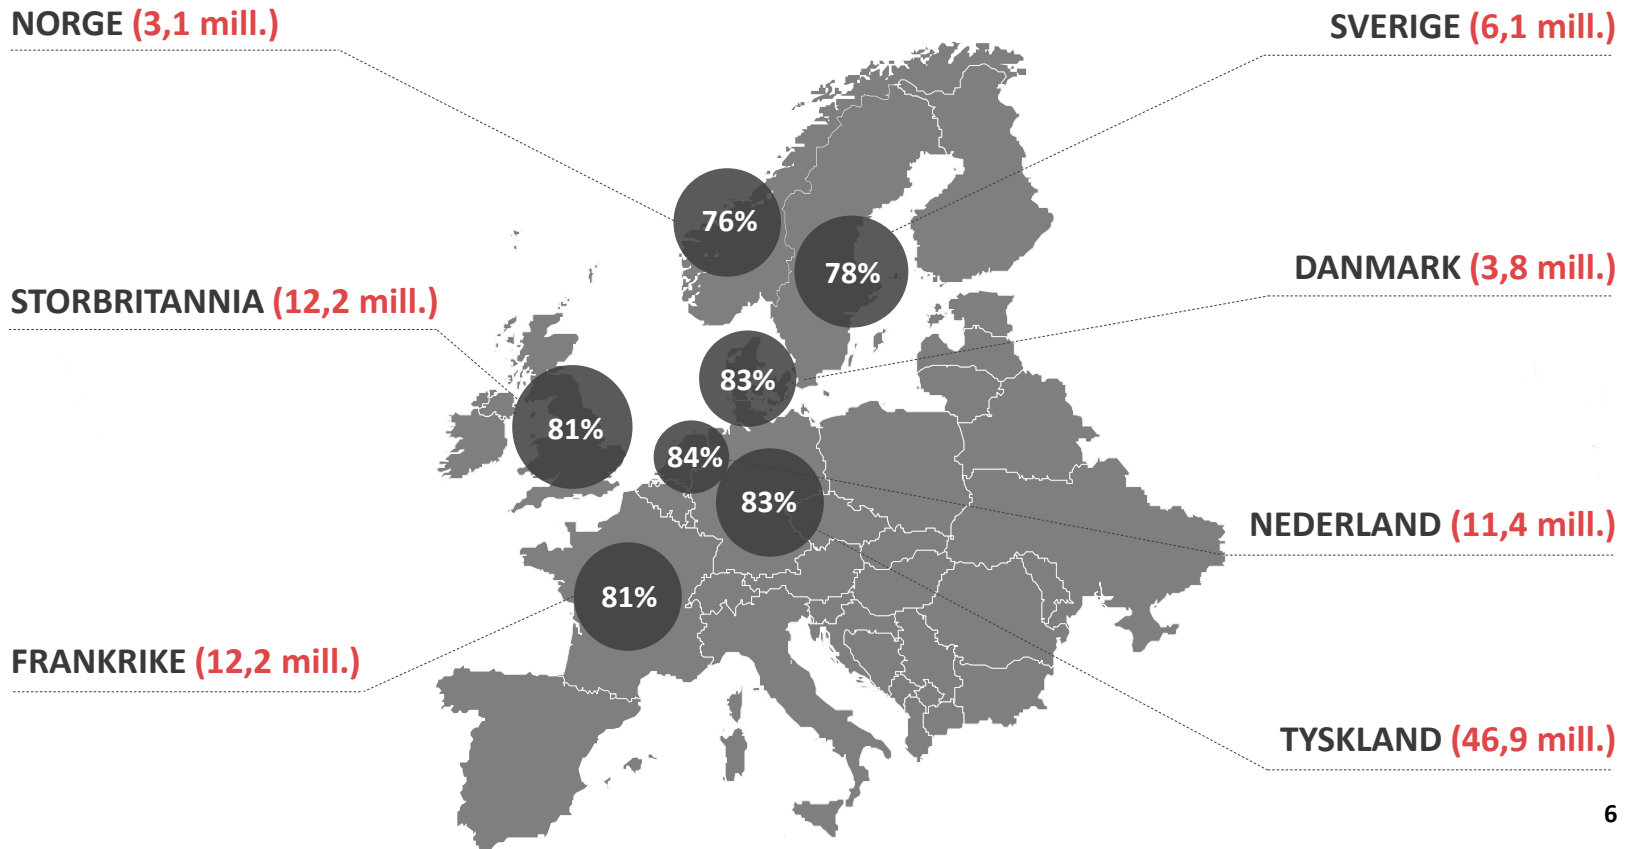 NORGE (3,1 mill.)
SVERIGE (6,1 mill.)
76%
78%
DANMARK (3,8 mill.)
STORBRITANNIA (12,2 mill.)
83%
81%
84%
83%
NEDERLAND (11,4 mill.)
81%
FRANKRIKE (12,2 mill.)
TYSKLAND (46,9 mill.)
6